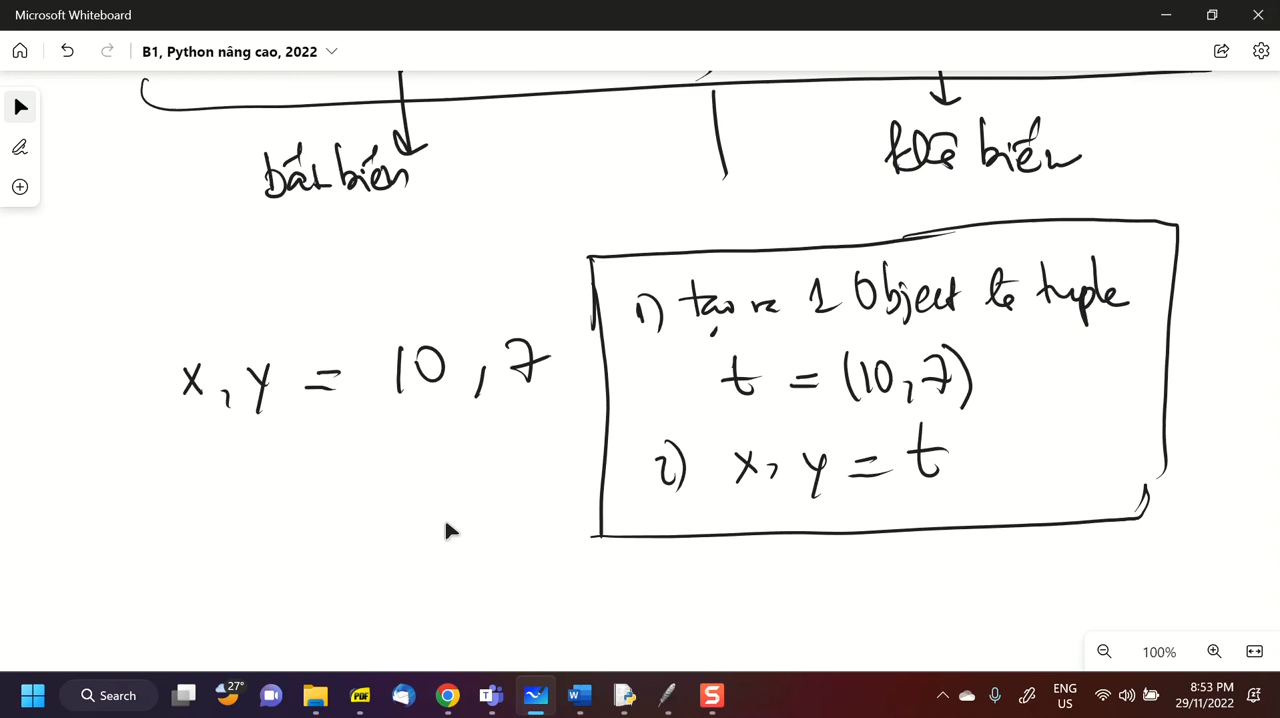 Microsoft Whiteboard
B1, Python nâng cao, 2022
bất biến
khả biến
1) tạo ra 1 Object là tuple
x, y = 10, 7
t = (10, 7)
2) x, y = t
100%
Search
27°
PDF
W
S
ENG
US
8:53 PM
29/11/2022